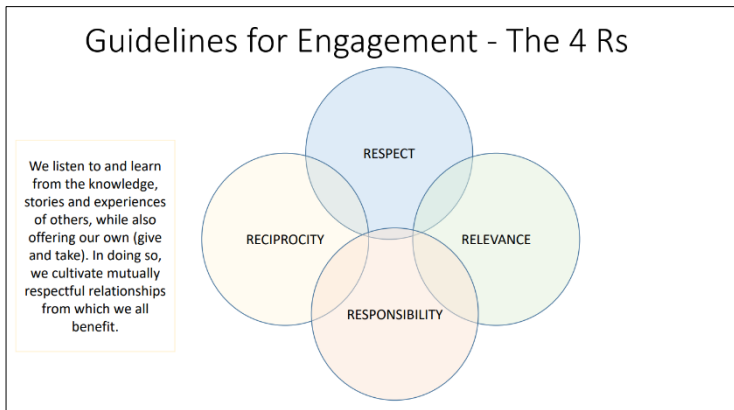 Guidelines for Engagement - The 4 Rs
We listen to and learn
from the knowledge,
stories and experiences
of others, while also
offering our own (give
and take). In doing so,
we cultivate mutually
respectful relationships
from which we all
benefit.
RESPECT
RECIPROCITY
RELEVANCE
RESPONSIBILITY